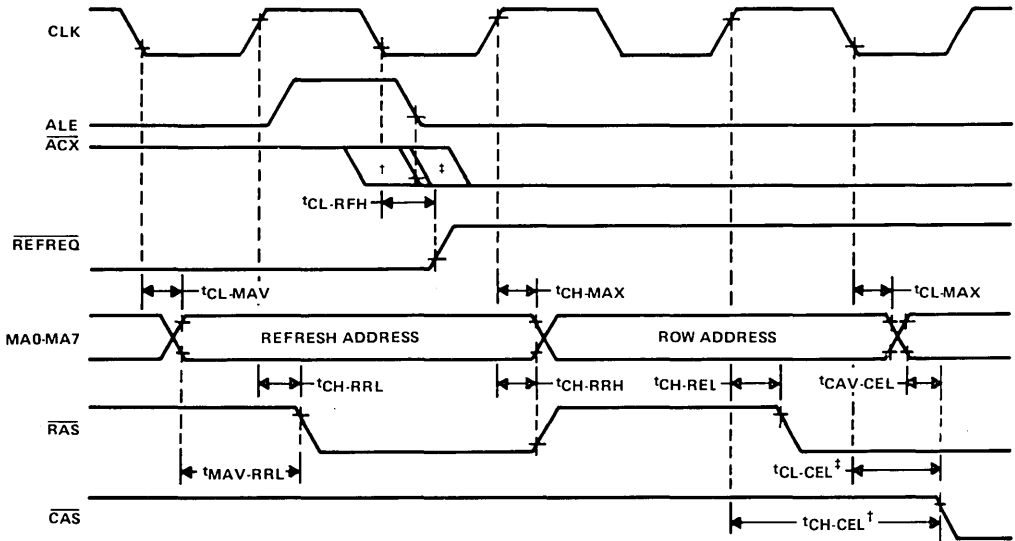 CLK
ALE
ACX
† ‡
tCL-RFH
REFREQ
tCL-MAV tCH-MAX tCL-MAX
MA0-MA7 REFRESH ADDRESS ROW ADDRESS
tCH-RRL tCH-RRH tCH-REL tCAV-CEL
RAS
tMAV-RRL tCL-CEL‡
CAS tCH-CEL†